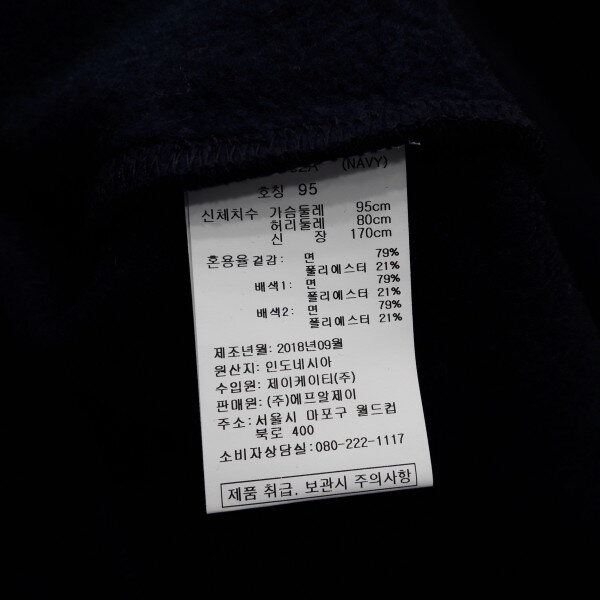 (NAVY)
호칭 95
신체치수 가슴둘레 95cm
허리둘레 80cm
신 장 170cm
혼용율 겉감: 면 79%
폴리에스터 21%
배색1: 면 79%
폴리에스터 21%
배색2: 면 79%
폴리에스터 21%
제조년월: 2018년09월
원산지: 인도네시아
수입원: 제이케이티(주)
판매원: (주)에프알제이
주소: 서울시 마포구 월드컵
북로 400
소비자상담실: 080-222-1117
제품 취급, 보관시 주의사항